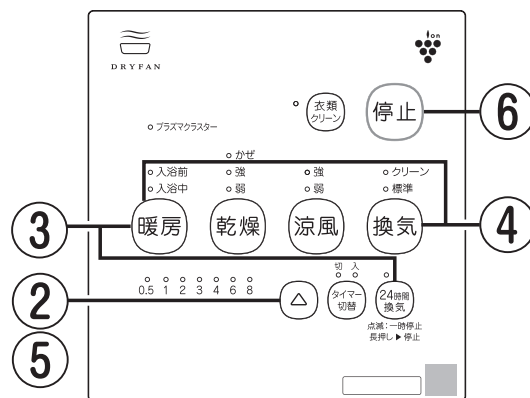 DRYFAN
ion
衣類
クリーン
停止
⑥
プラズマクラスター
かぜ
入浴前 強 強 クリーン
入浴中 弱 弱 標準
③
暖房 乾燥 涼風 換気
④
切 入
0.5 1 2 3 4 6 8
②
△
タイマー
切替
24時間
換気
点滅:一時停止
長押し▶停止
⑤